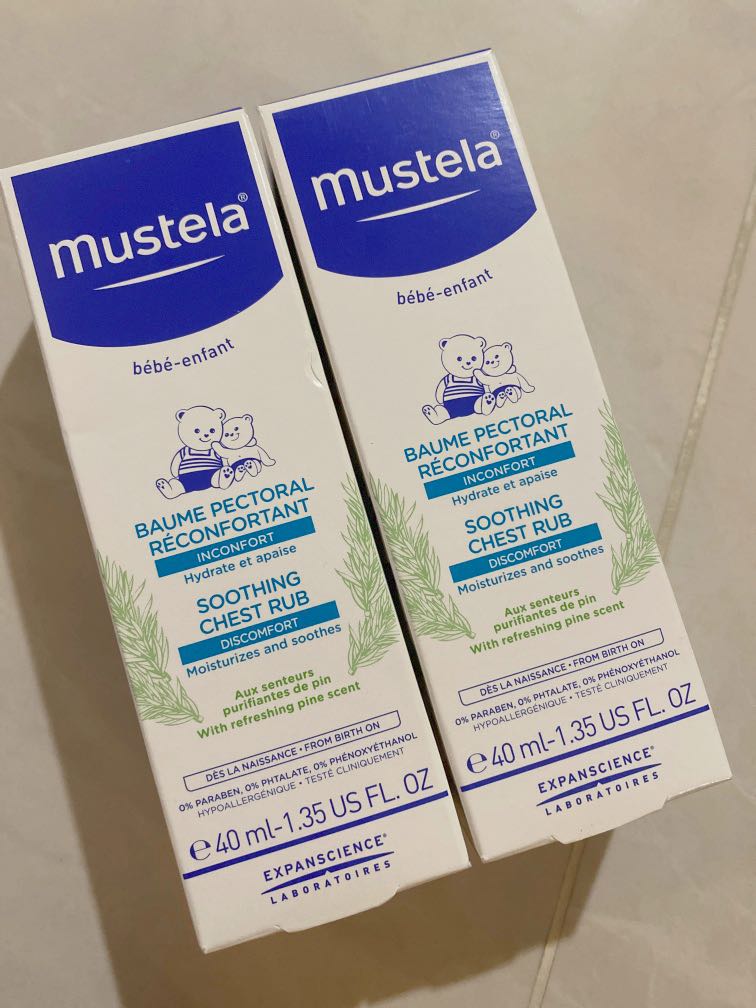 mustela®
bébé-enfant
BAUME PECTORAL
RÉCONFORTANT
INCONFORT
Hydrate et apaise
SOOTHING
CHEST RUB
DISCOMFORT
Moisturizes and soothes
Aux senteurs
purifiantes de pin
With refreshing pine scent
DÈS LA NAISSANCE • FROM BIRTH ON
0% PARABEN, 0% PHTALATE, 0% PHÉNOXYÉTHANOL
HYPOALLERGÉNIQUE • TESTÉ CLINIQUEMENT
℮ 40 ml-1.35 US FL. OZ
EXPANSCIENCE®
LABORATOIRES
mustela®
bébé-enfant
BAUME PECTORAL
RÉCONFORTANT
INCONFORT
Hydrate et apaise
SOOTHING
CHEST RUB
DISCOMFORT
Moisturizes and soothes
Aux senteurs
purifiantes de pin
With refreshing pine scent
DÈS LA NAISSANCE • FROM BIRTH ON
0% PARABEN, 0% PHTALATE, 0% PHÉNOXYÉTHANOL
HYPOALLERGÉNIQUE • TESTÉ CLINIQUEMENT
℮ 40 ml-1.35 US FL. OZ
EXPANSCIENCE®
LABORATOIRES